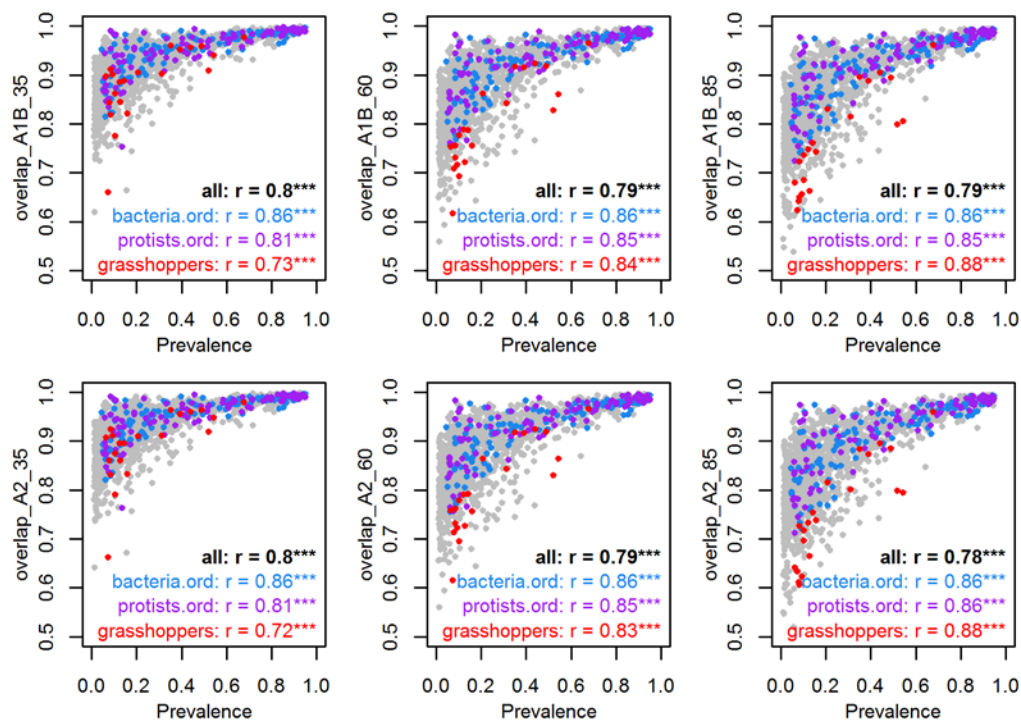 overlap_A1B_35
0.5 0.6 0.7 0.8 0.9 1.0
all: r = 0.8***
bacteria.ord: r = 0.86***
protists.ord: r = 0.81***
grasshoppers: r = 0.73***
0.0 0.2 0.4 0.6 0.8 1.0
Prevalence
overlap_A1B_60
0.5 0.6 0.7 0.8 0.9 1.0
all: r = 0.79***
bacteria.ord: r = 0.86***
protists.ord: r = 0.85***
grasshoppers: r = 0.84***
0.0 0.2 0.4 0.6 0.8 1.0
Prevalence
overlap_A1B_85
0.5 0.6 0.7 0.8 0.9 1.0
all: r = 0.79***
bacteria.ord: r = 0.86***
protists.ord: r = 0.85***
grasshoppers: r = 0.88***
0.0 0.2 0.4 0.6 0.8 1.0
Prevalence
overlap_A2_35
0.5 0.6 0.7 0.8 0.9 1.0
all: r = 0.8***
bacteria.ord: r = 0.86***
protists.ord: r = 0.81***
grasshoppers: r = 0.72***
0.0 0.2 0.4 0.6 0.8 1.0
Prevalence
overlap_A2_60
0.5 0.6 0.7 0.8 0.9 1.0
all: r = 0.79***
bacteria.ord: r = 0.86***
protists.ord: r = 0.85***
grasshoppers: r = 0.83***
0.0 0.2 0.4 0.6 0.8 1.0
Prevalence
overlap_A2_85
0.5 0.6 0.7 0.8 0.9 1.0
all: r = 0.78***
bacteria.ord: r = 0.86***
protists.ord: r = 0.86***
grasshoppers: r = 0.88***
0.0 0.2 0.4 0.6 0.8 1.0
Prevalence